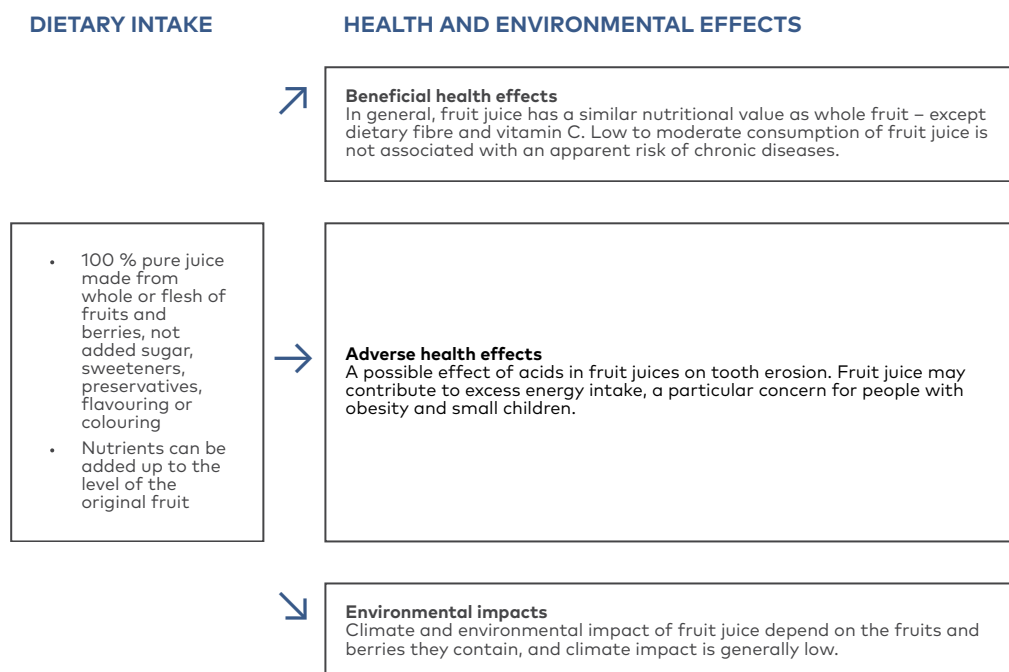 DIETARY INTAKE
HEALTH AND ENVIRONMENTAL EFFECTS
Beneficial health effects
In general, fruit juice has a similar nutritional value as whole fruit – except
dietary fibre and vitamin C. Low to moderate consumption of fruit juice is
not associated with an apparent risk of chronic diseases.
• 100 % pure juice
made from
whole or flesh of
fruits and
berries, not
added sugar,
sweeteners,
preservatives,
flavouring or
colouring
• Nutrients can be
added up to the
level of the
original fruit
Adverse health effects
A possible effect of acids in fruit juices on tooth erosion. Fruit juice may
contribute to excess energy intake, a particular concern for people with
obesity and small children.
Environmental impacts
Climate and environmental impact of fruit juice depend on the fruits and
berries they contain, and climate impact is generally low.